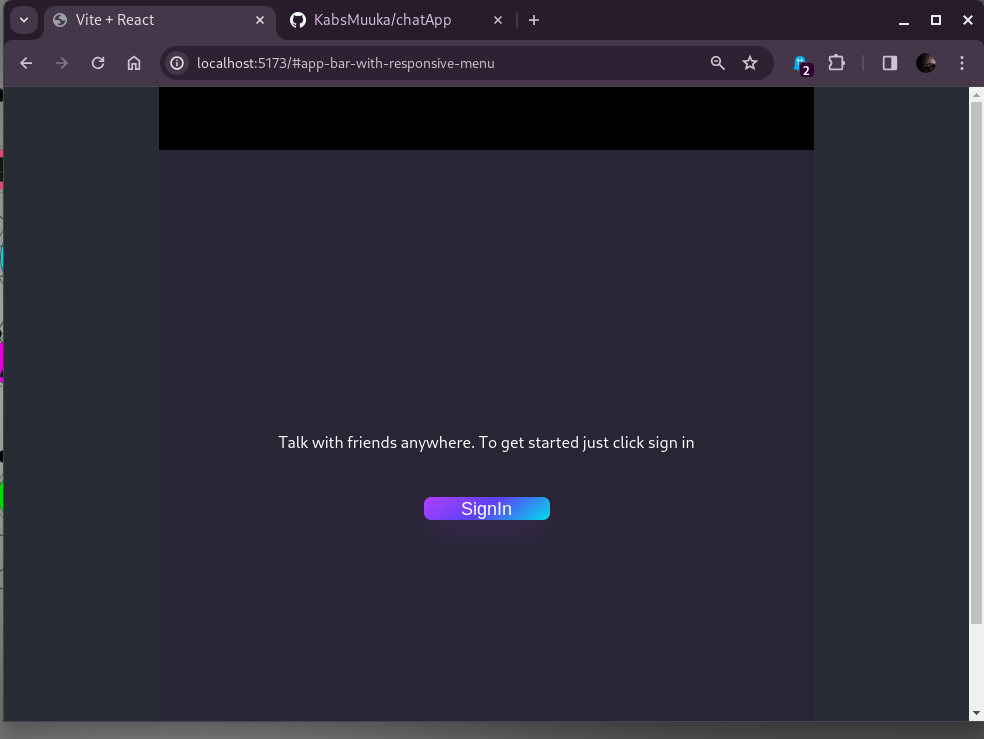 Vite + React
KabsMuuka/chatApp
localhost:5173/#app-bar-with-responsive-menu
2
Talk with friends anywhere. To get started just click sign in
SignIn